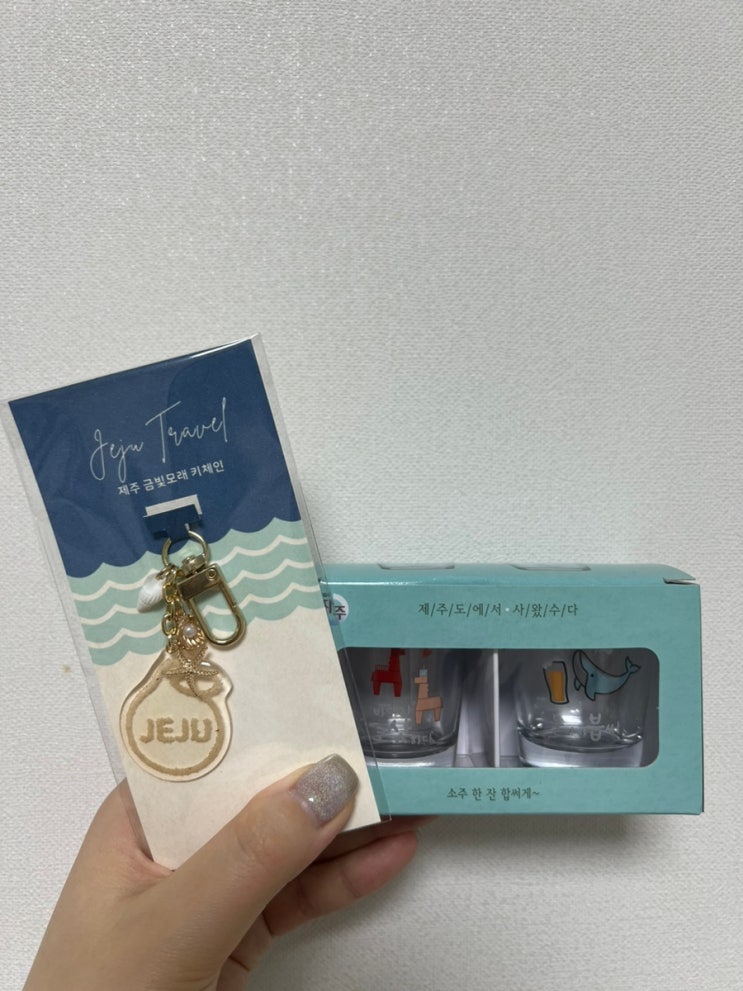 Jeju Travel
제주 금빛모래 키체인
JEJU
제/주/도/에/서·사/왔/수/다
소주 한 잔 합써게~